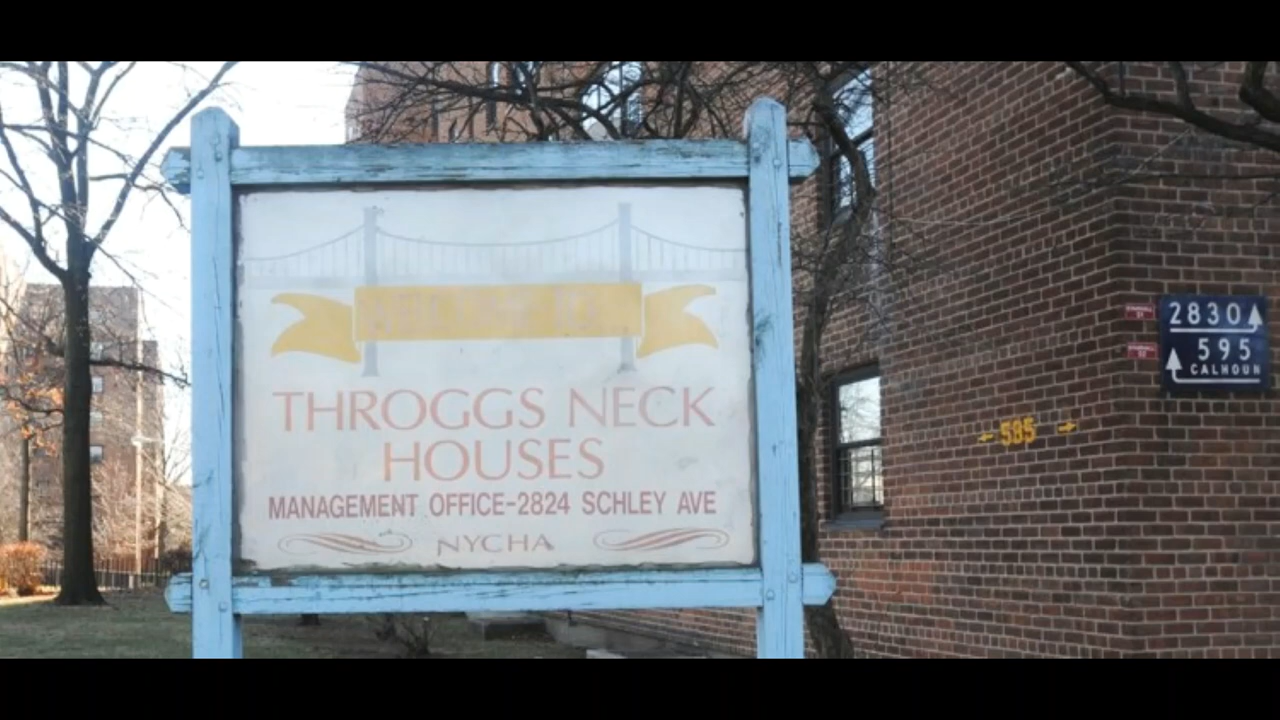 THROGGS NECK
HOUSES
MANAGEMENT OFFICE-2824 SCHLEY AVE
NYCHA
2830
595
CALHOUN
585